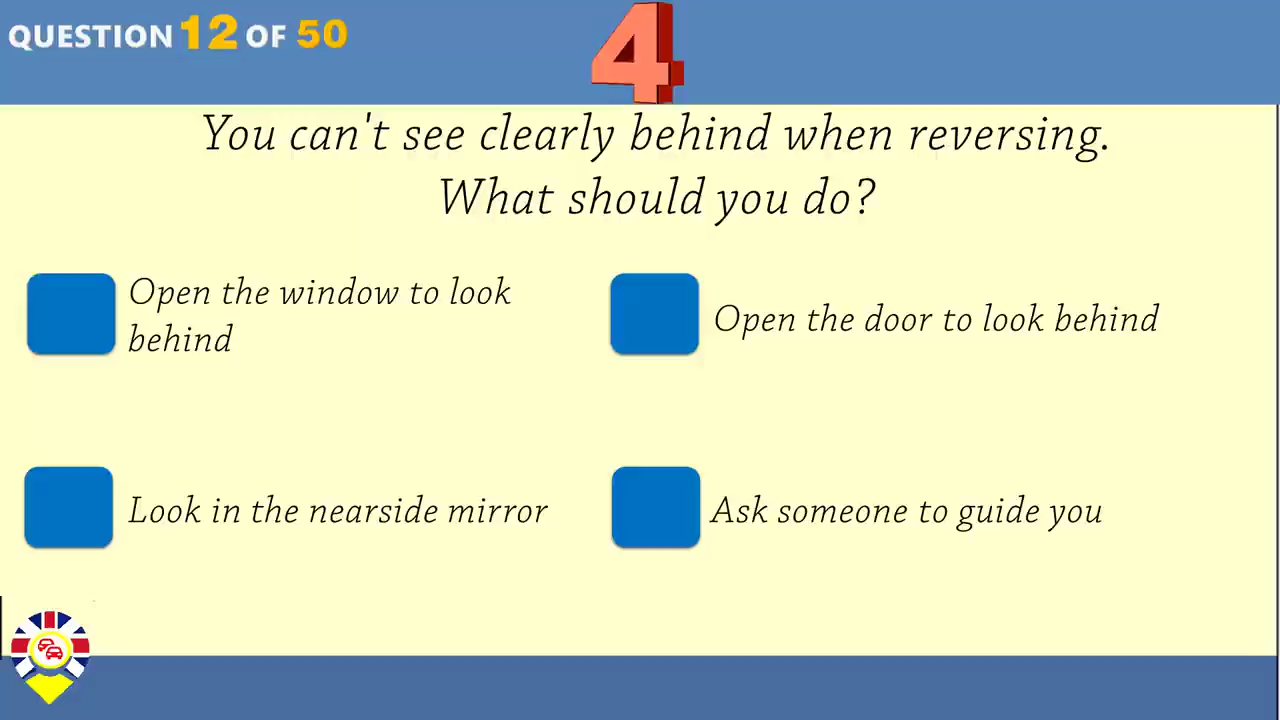 QUESTION 12 OF 50
4
You can't see clearly behind when reversing.
What should you do?
Open the window to look
behind
Open the door to look behind
Look in the nearside mirror
Ask someone to guide you